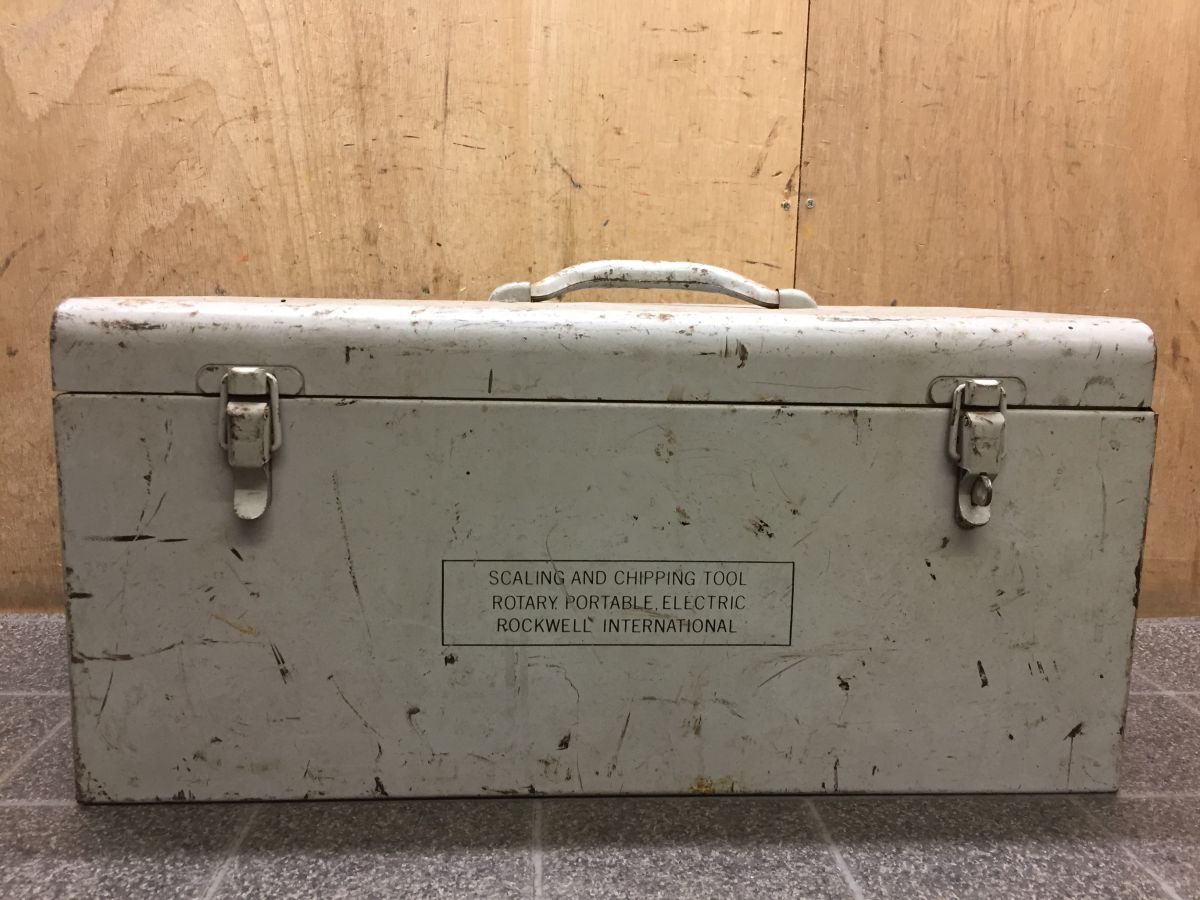 SCALING AND CHIPPING TOOL
ROTARY, PORTABLE, ELECTRIC
ROCKWELL INTERNATIONAL